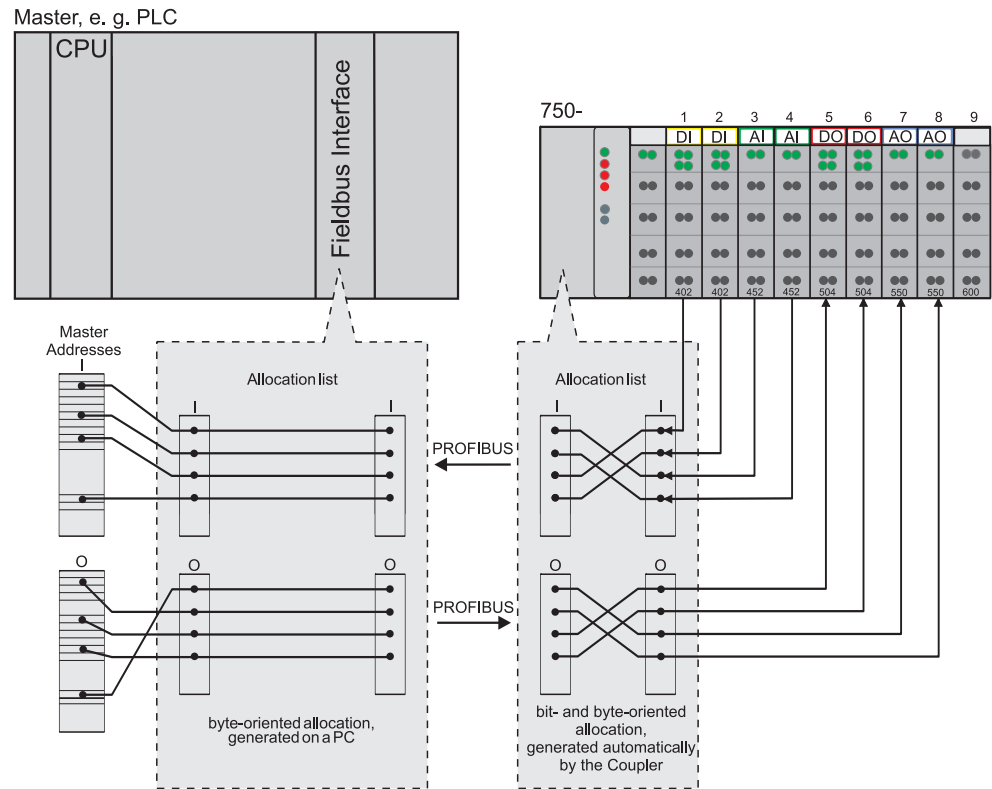 Master, e. g. PLC
CPU
Fieldbus Interface
750-
1 2 3 4 5 6 7 8 9
DI DI AI AI DO DO AO AO
402 402 452 452 504 504 550 550 600
Master
Addresses
I
Allocation list
I I
PROFIBUS
Allocation list
I I
O
O O
PROFIBUS
O O
byte-oriented allocation,
generated on a PC
bit- and byte-oriented
allocation,
generated automatically
by the Coupler